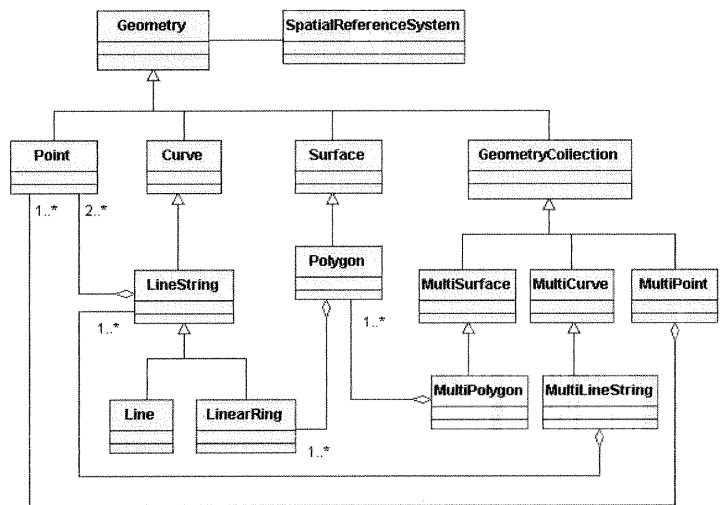 Geometry
SpatialReferenceSystem
Point
Curve
Surface
GeometryCollection
1..*
2..*
LineString
Polygon
MultiSurface
MultiCurve
MultiPoint
1..*
1..*
Line
LinearRing
MultiPolygon
MultiLineString
1..*